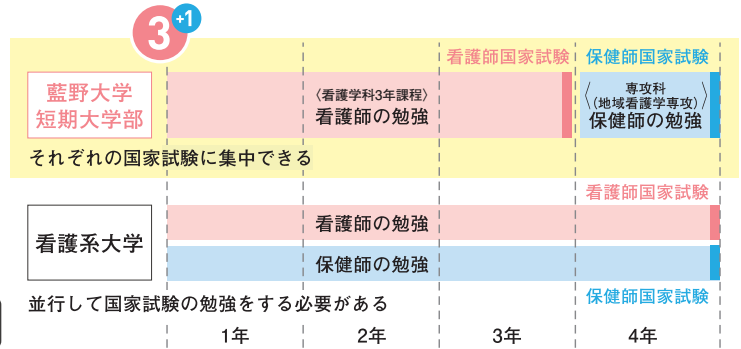 3
+1
看護師国家試験
保健師国家試験
藍野大学
短期大学部
〈看護学科3年課程〉
看護師の勉強
専攻科
(地域看護学専攻)
保健師の勉強
それぞれの国家試験に集中できる
看護師国家試験
看護系大学
看護師の勉強
保健師の勉強
保健師国家試験
並行して国家試験の勉強をする必要がある
1年
2年
3年
4年